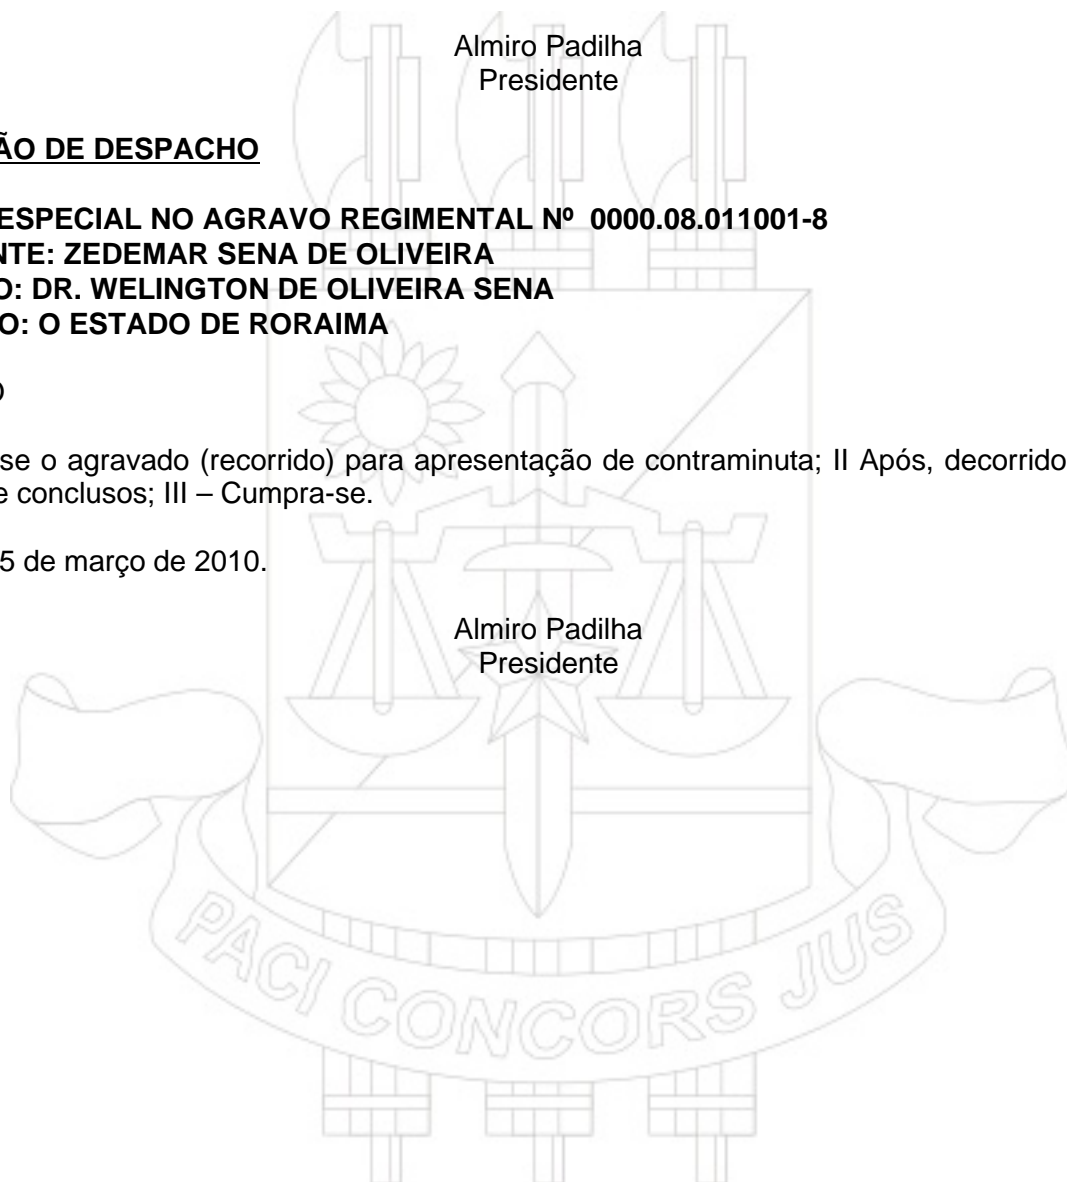 Almiro Padilha
Presidente
ÃO DE DESPACHO
ESPECIAL NO AGRAVO REGIMENTAL Nº 0000.08.011001-8
NTE: ZEDEMAR SENA DE OLIVEIRA
O: DR. WELINGTON DE OLIVEIRA SENA
O: O ESTADO DE RORAIMA
O
se o agravado (recorrido) para apresentação de contraminuta; II Após, decorrido
e conclusos; III – Cumpra-se.
5 de março de 2010.
Almiro Padilha
Presidente
PACI CONCORS JUS